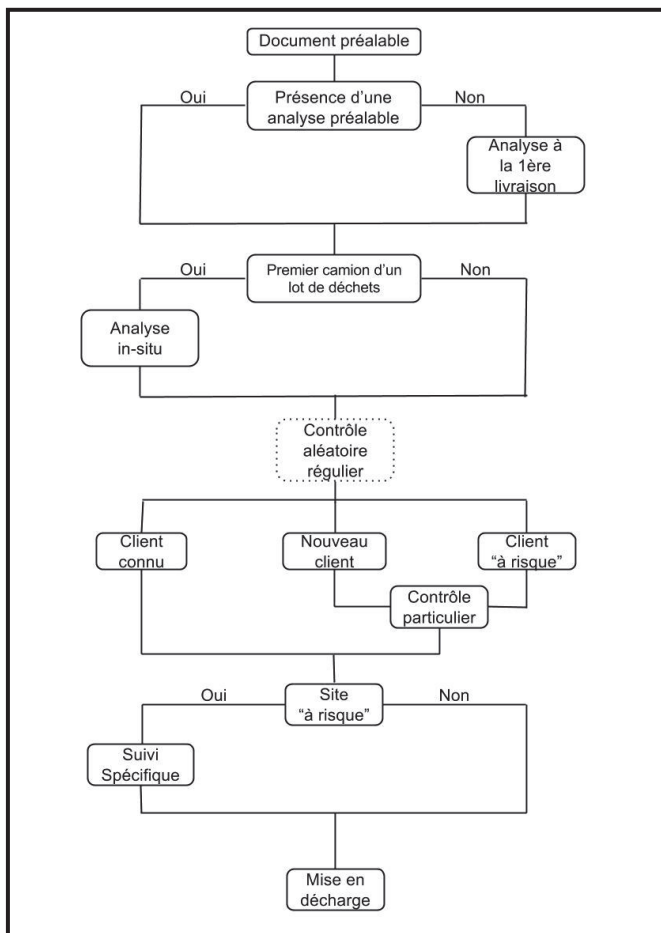 Document préalable
Oui
Présence d’une
analyse préalable
Non
Analyse à
la 1ère
livraison
Oui
Premier camion d’un
lot de déchets
Non
Analyse
in-situ
Contrôle
aléatoire
régulier
Client
connu
Nouveau
client
Client
“à risque”
Contrôle
particulier
Oui
Site
“à risque”
Non
Suivi
Spécifique
Mise en
décharge